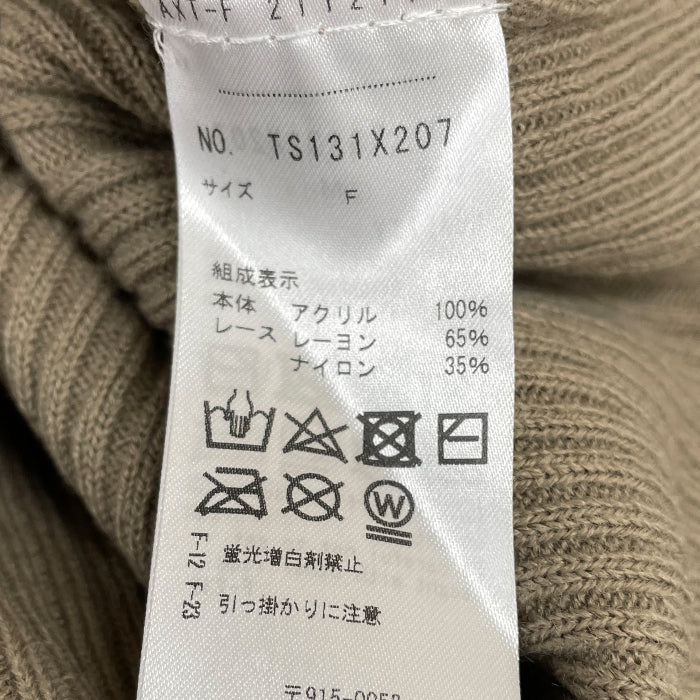 NO. TS131X207
サイズ F
組成表示
本体 アクリル 100%
レース レーヨン 65%
ナイロン 35%
W
F-12 蛍光増白剤禁止
F-23 引っ掛かりに注意